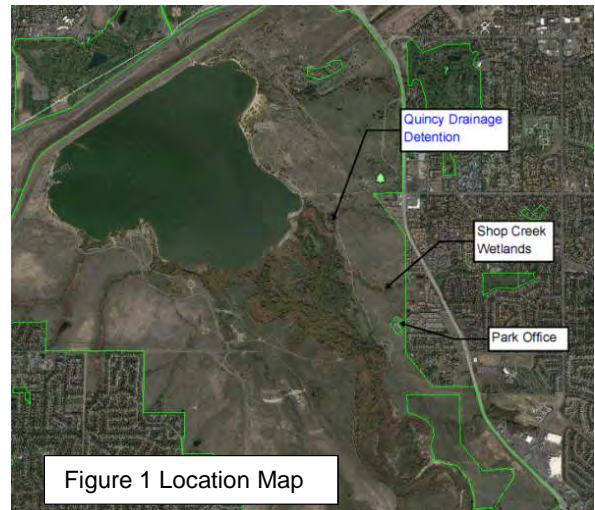 Quincy Drainage
Detention
Shop Creek
Wetlands
Park Office
Figure 1 Location Map